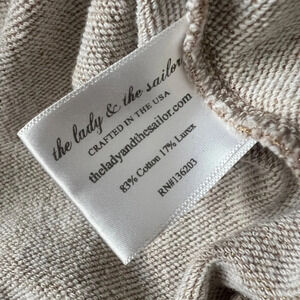 the lady & the sailor
CRAFTED IN THE USA
theladyandthesailor.com
83% Cotton 17% Lurex
RN#136203